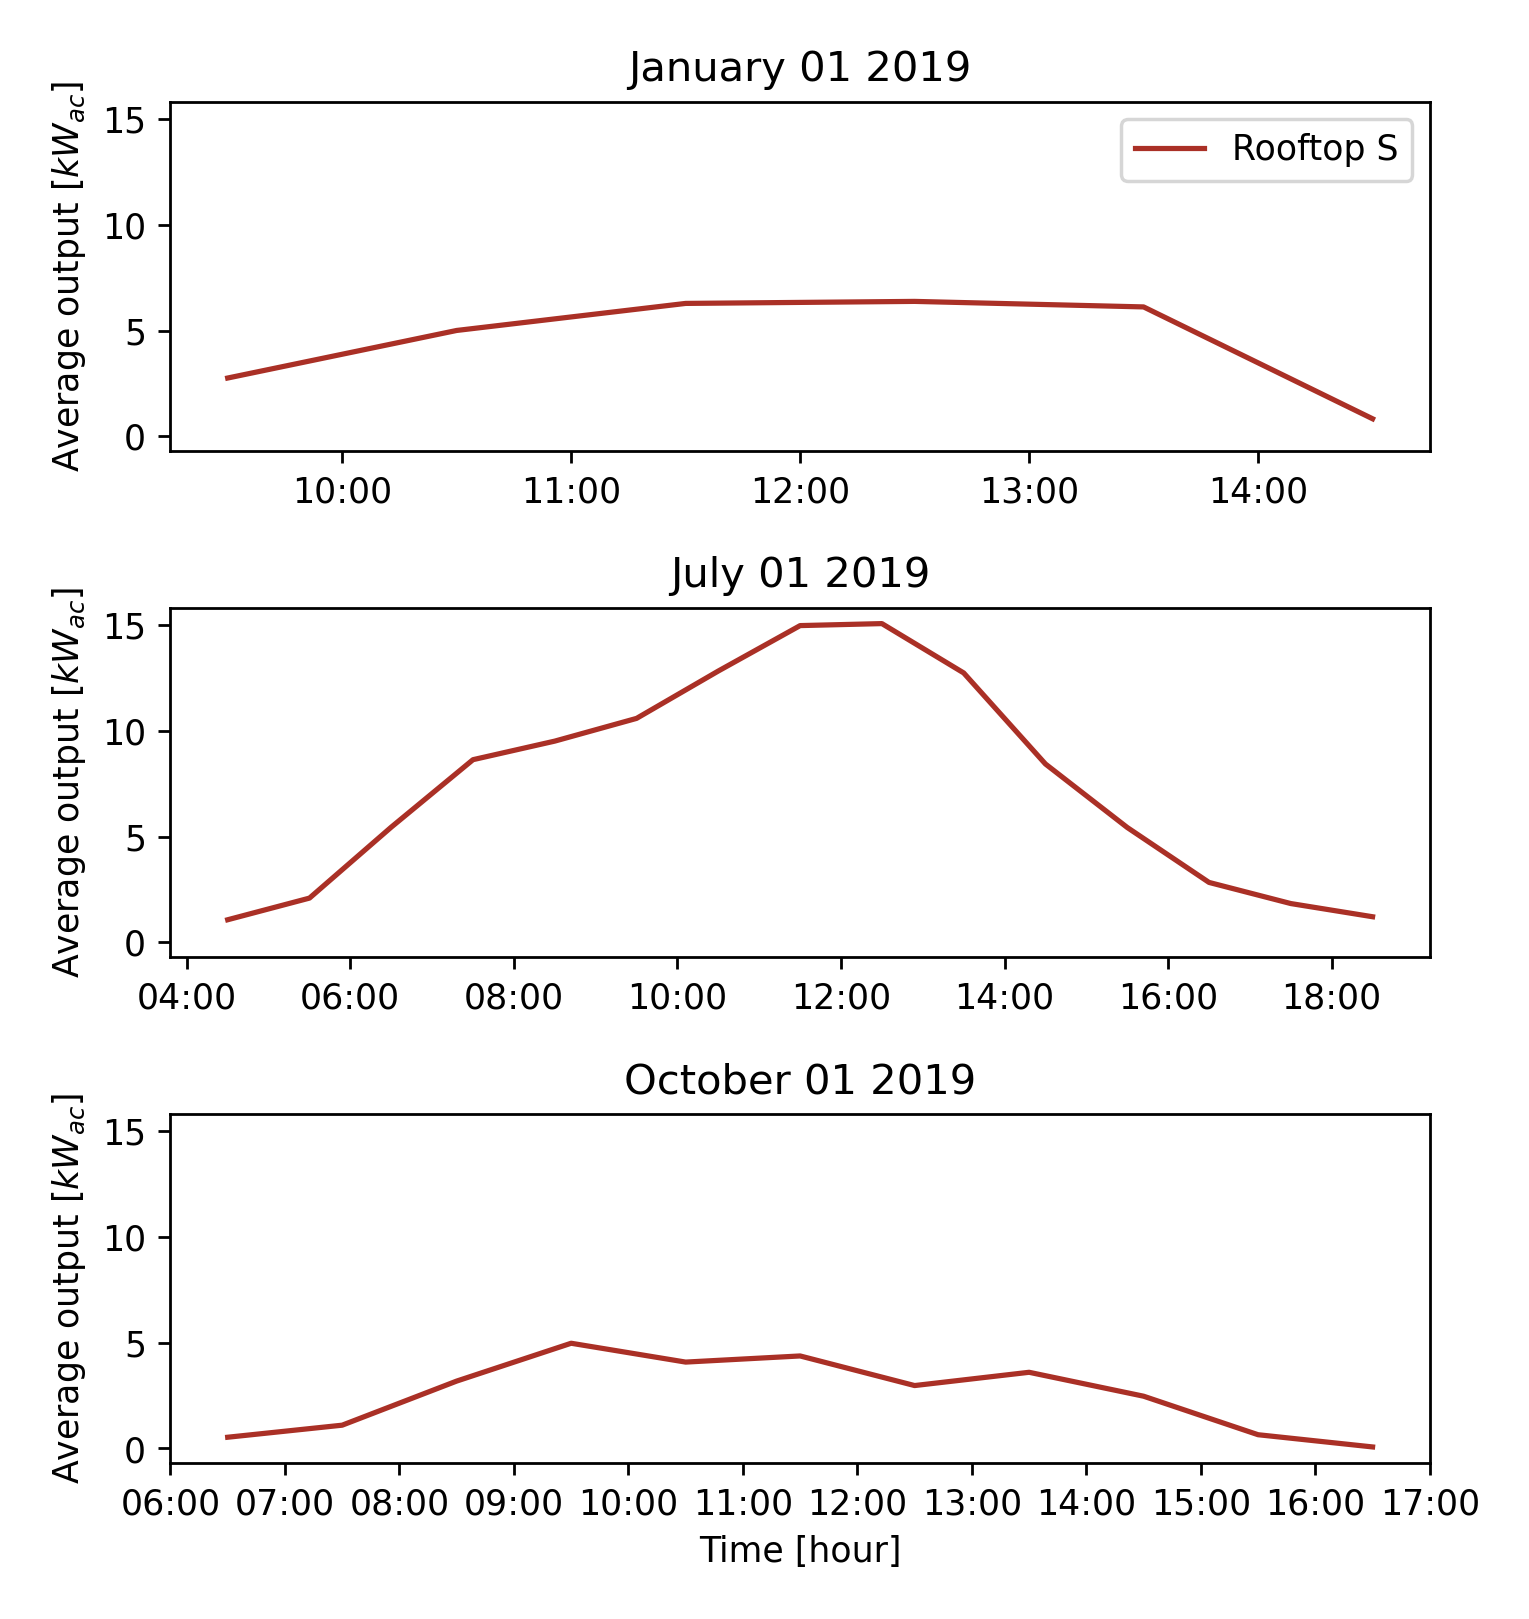 January 01 2019
Average output [kW_ac]
15
10
5
0
Rooftop S
10:00 11:00 12:00 13:00 14:00
July 01 2019
Average output [kW_ac]
15
10
5
0
04:00 06:00 08:00 10:00 12:00 14:00 16:00 18:00
October 01 2019
Average output [kW_ac]
15
10
5
0
06:00 07:00 08:00 09:00 10:00 11:00 12:00 13:00 14:00 15:00 16:00 17:00
Time [hour]